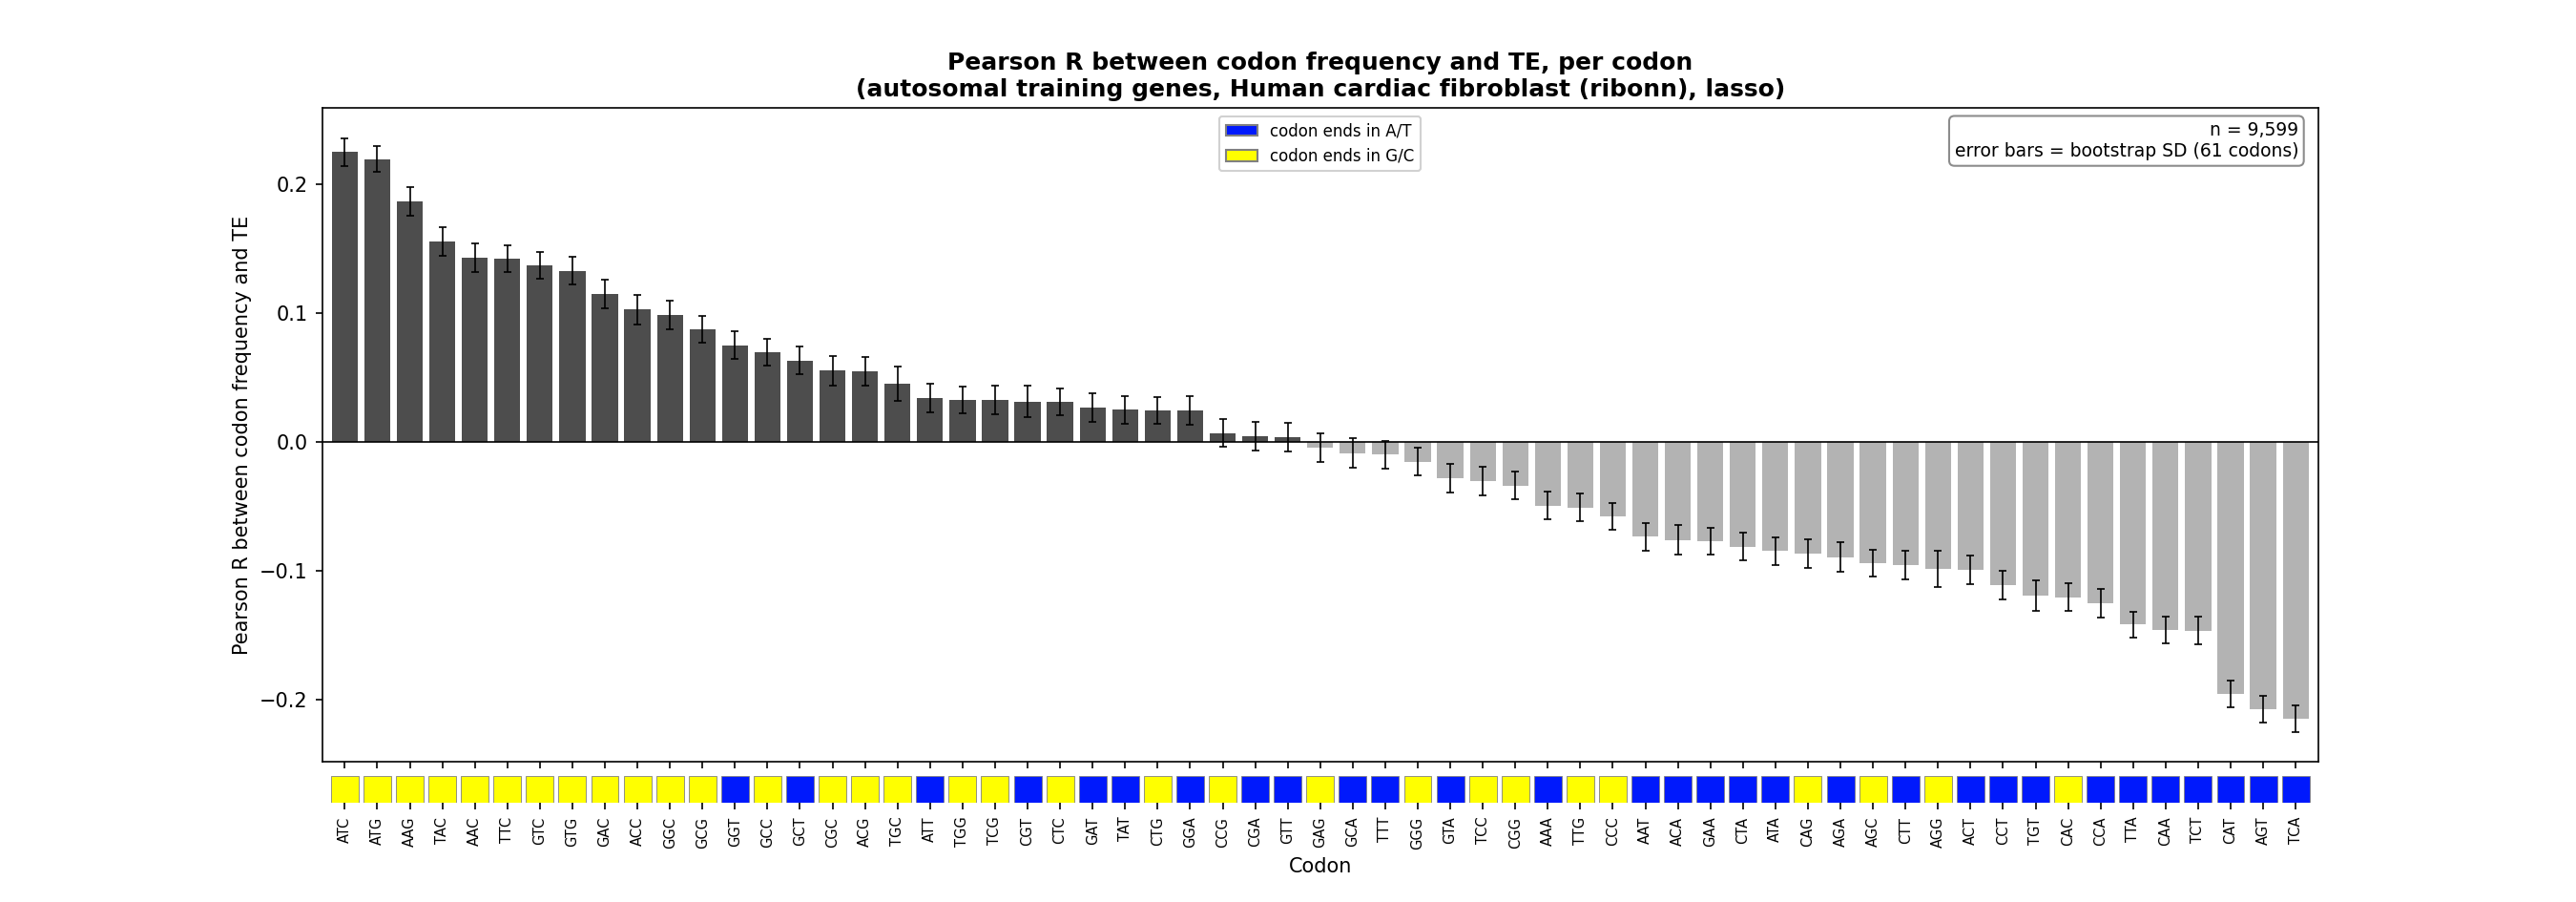 Pearson R between codon frequency and TE, per codon
(autosomal training genes, Human cardiac fibroblast (ribonn), lasso)
codon ends in A/T
codon ends in G/C
n = 9,599
error bars = bootstrap SD (61 codons)
Pearson R between codon frequency and TE
0.2
0.1
0.0
−0.1
−0.2
ATC ATG AAG TAC AAC TTC GTC GTG GAC ACC GGC GCG GGT GCC GCT CGC ACG TGC ATT TGG TCG CGT CTC GAT TAT CTG GGA CCG CGA GTT GAG GCA TTT GGG GTA TCC CGG AAA TTG CCC AAT ACA GAA CTA ATA CAG AGA AGC CTT AGG ACT CCT TGT CAC CCA TTA CAA TCT CAT AGT TCA
Codon